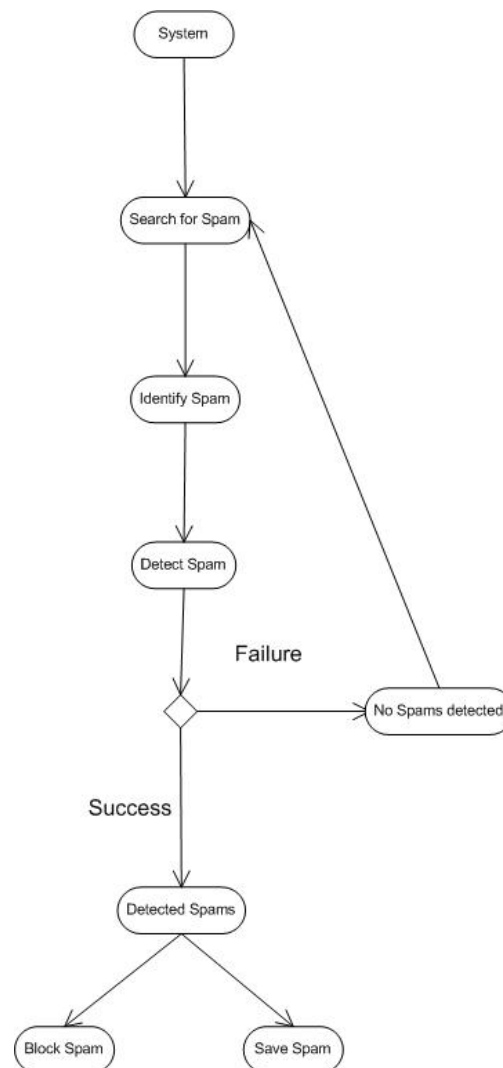 System
Search for Spam
Identify Spam
Detect Spam
Failure
No Spams detected
Success
Detected Spams
Block Spam
Save Spam